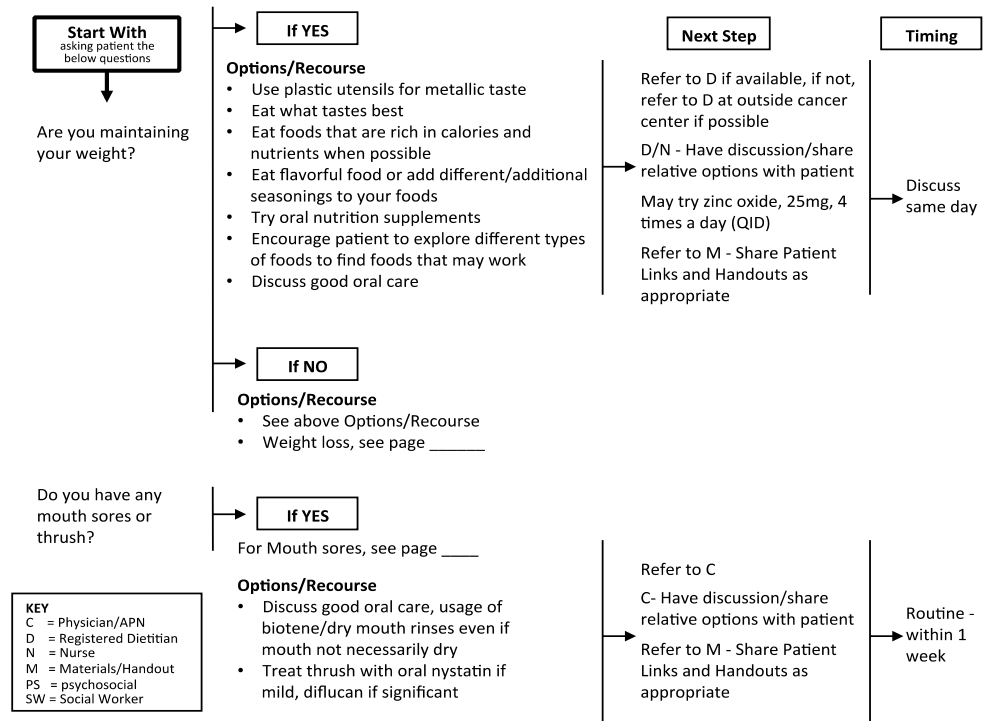 Start With
asking patient the
below questions
Are you maintaining
your weight?
If YES
Options/Recourse
• Use plastic utensils for metallic taste
• Eat what tastes best
• Eat foods that are rich in calories and
nutrients when possible
• Eat flavorful food or add different/additional
seasonings to your foods
• Try oral nutrition supplements
• Encourage patient to explore different types
of foods to find foods that may work
• Discuss good oral care
Next Step
Refer to D if available, if not,
refer to D at outside cancer
center if possible
D/N - Have discussion/share
relative options with patient
May try zinc oxide, 25mg, 4
times a day (QID)
Refer to M - Share Patient
Links and Handouts as
appropriate
Timing
Discuss
same day
If NO
Options/Recourse
• See above Options/Recourse
• Weight loss, see page ______
Do you have any
mouth sores or
thrush?
If YES
For Mouth sores, see page ____
Options/Recourse
• Discuss good oral care, usage of
biotene/dry mouth rinses even if
mouth not necessarily dry
• Treat thrush with oral nystatin if
mild, diflucan if significant
Refer to C
C- Have discussion/share
relative options with patient
Refer to M - Share Patient
Links and Handouts as
appropriate
Routine -
within 1
week
KEY
C = Physician/APN
D = Registered Dietitian
N = Nurse
M = Materials/Handout
PS = psychosocial
SW = Social Worker